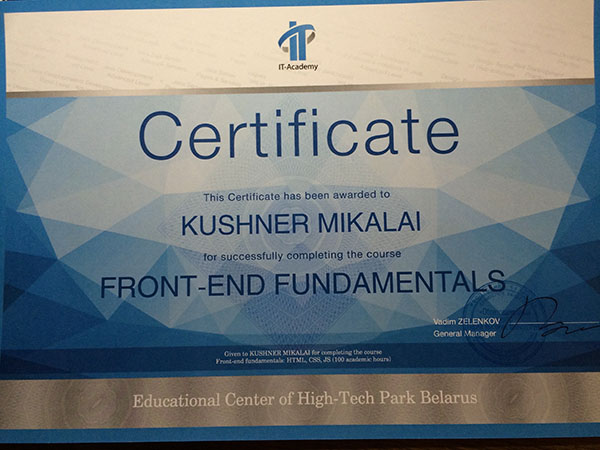 iT
IT-Academy
Certificate
This Certificate has been awarded to
KUSHNER MIKALAI
for successfully completing the course
FRONT-END FUNDAMENTALS
Vadim ZELENKOV
General Manager
Given to KUSHNER MIKALAI for completing the course
Front-end fundamentals: HTML, CSS, JS (100 academic hours)
Educational Center of High-Tech Park Belarus